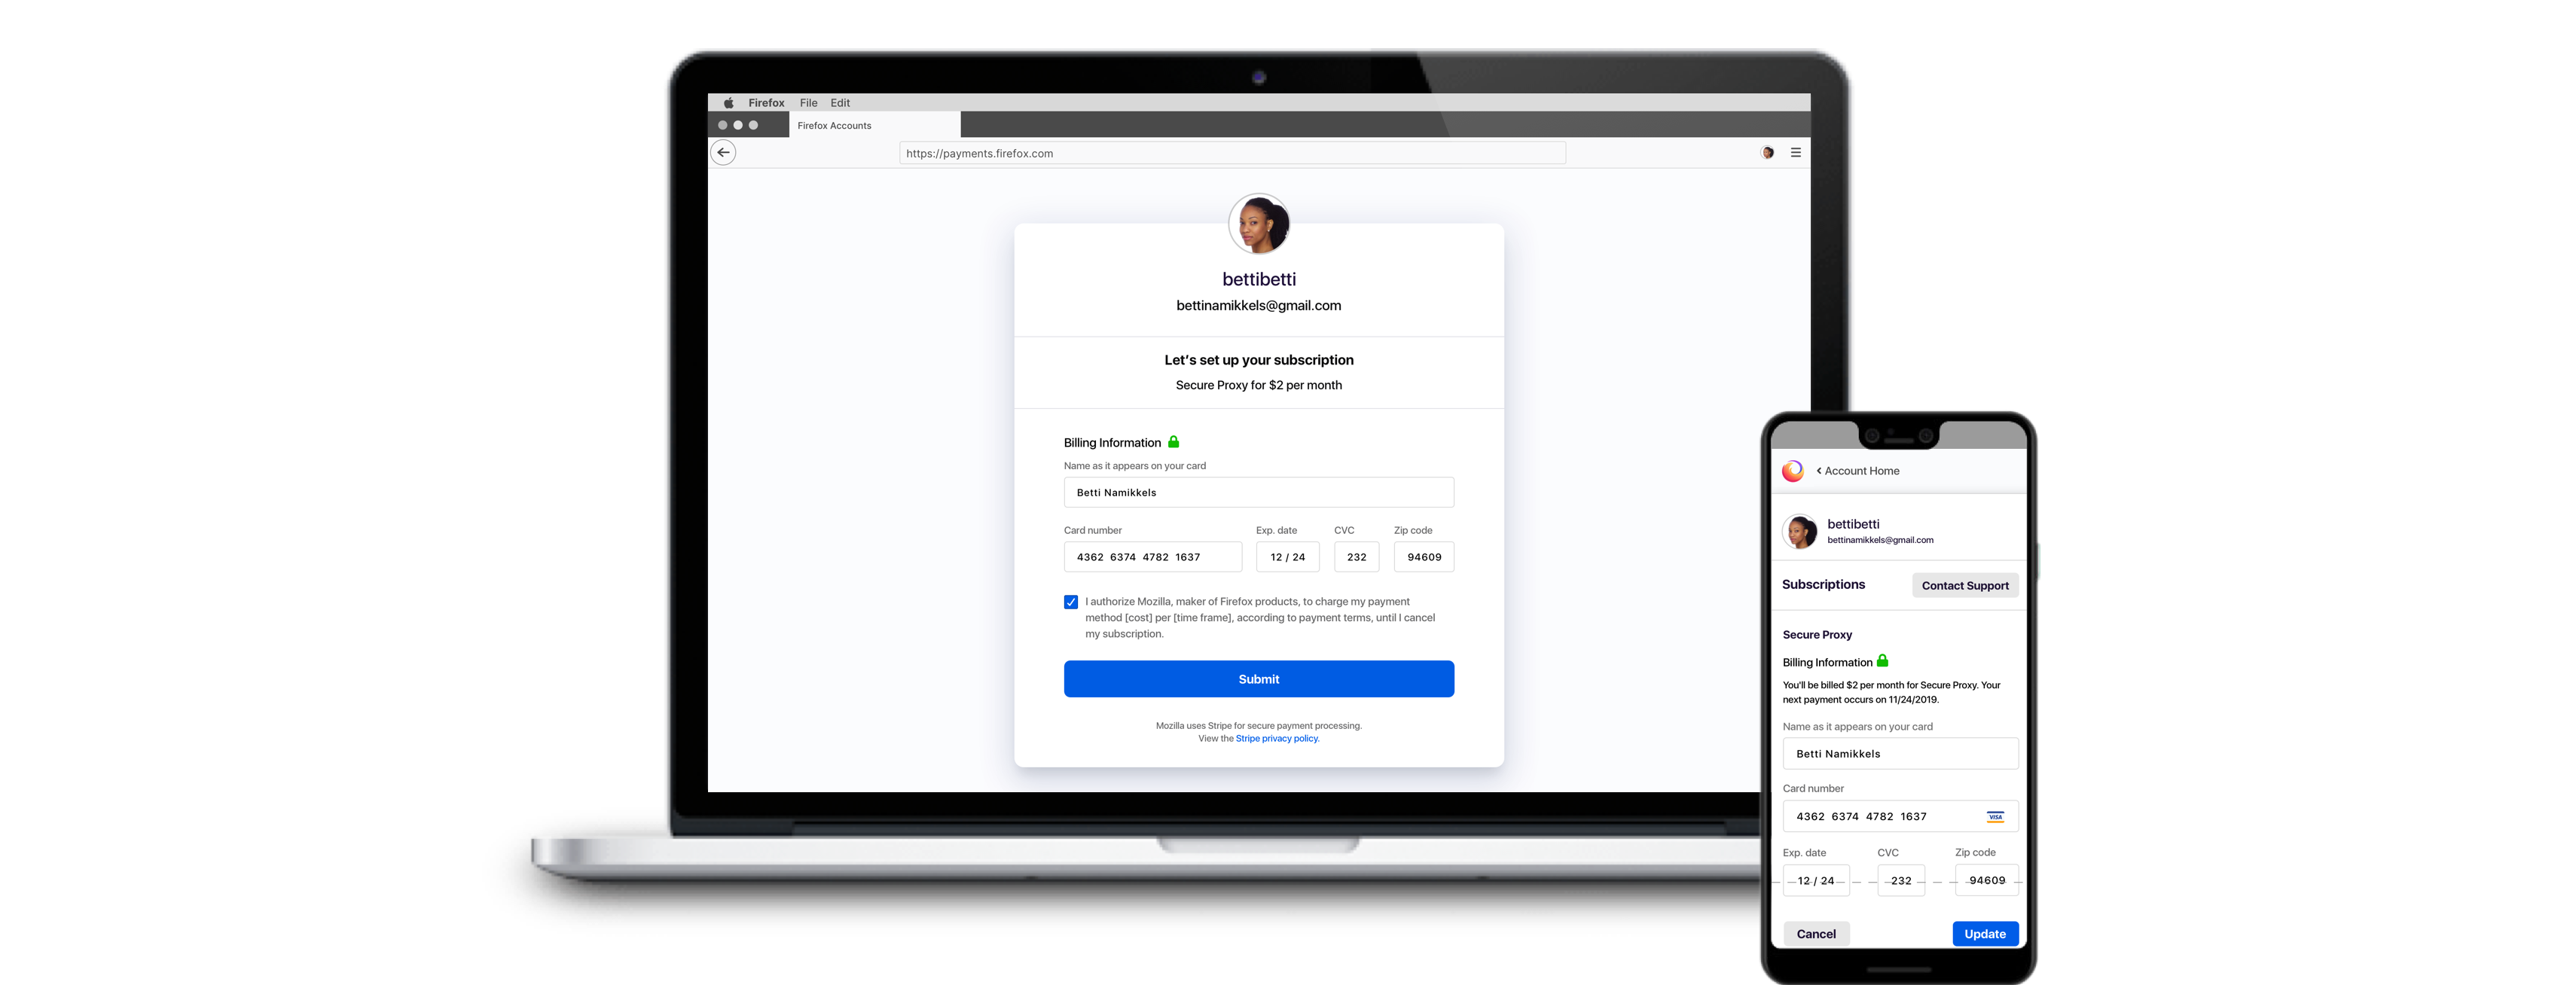 Firefox File Edit
Firefox Accounts
https://payments.firefox.com
bettibetti
bettinamikkels@gmail.com
Let's set up your subscription
Secure Proxy for $2 per month
Billing Information
Name as it appears on your card
Betti Namikkels
Card number Exp. date CVC Zip code
4362 6374 4782 1637 12 / 24 232 94609
I authorize Mozilla, maker of Firefox products, to charge my payment
method [cost] per [time frame], according to payment terms, until I cancel
my subscription.
Submit
Mozilla uses Stripe for secure payment processing.
View the Stripe privacy policy.
< Account Home
bettibetti
bettinamikkels@gmail.com
Subscriptions Contact Support
Secure Proxy
Billing Information
You'll be billed $2 per month for Secure Proxy. Your
next payment occurs on 11/24/2019.
Name as it appears on your card
Betti Namikkels
Card number
4362 6374 4782 1637 VISA
Exp. date CVC Zip code
12 / 24 232 94609
Cancel Update